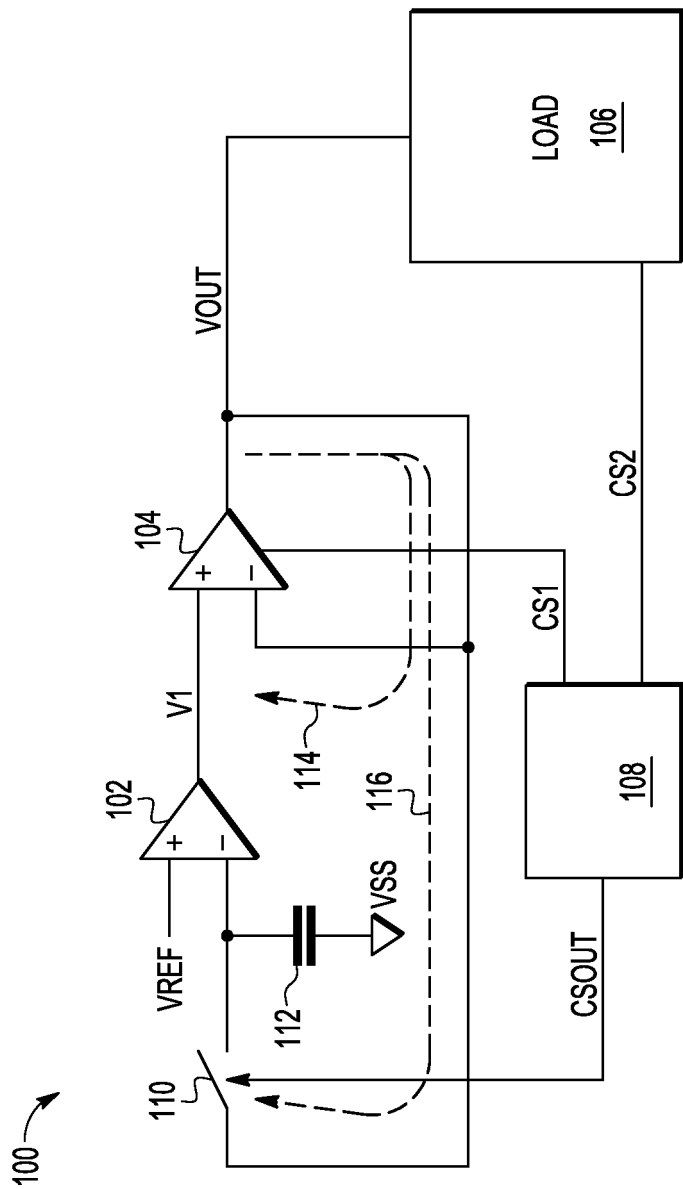 100
110
VREF
112
VSS
102
+
−
V1
114
116
104
+
−
VOUT
CSOUT
108
CS1
CS2
LOAD
106